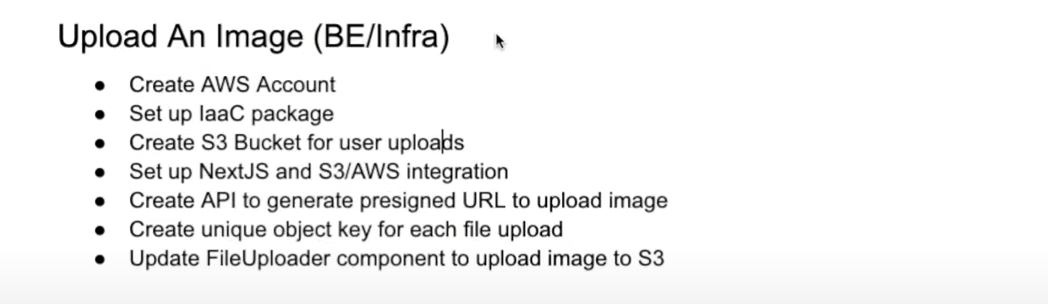 Upload An Image (BE/Infra)
● Create AWS Account
● Set up IaaC package
● Create S3 Bucket for user uploads
● Set up NextJS and S3/AWS integration
● Create API to generate presigned URL to upload image
● Create unique object key for each file upload
● Update FileUploader component to upload image to S3